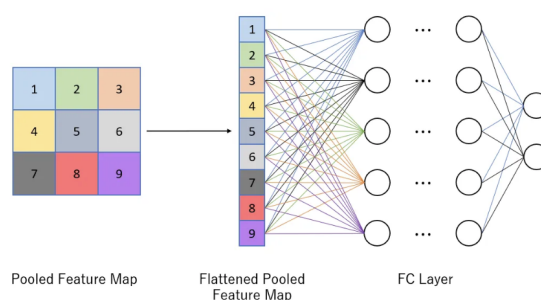 1 2 3
4 5 6
7 8 9
1
2
3
4
5
6
7
8
9
... ...
... ...
... ...
... ...
... ...
Pooled Feature Map
Flattened Pooled
Feature Map
FC Layer